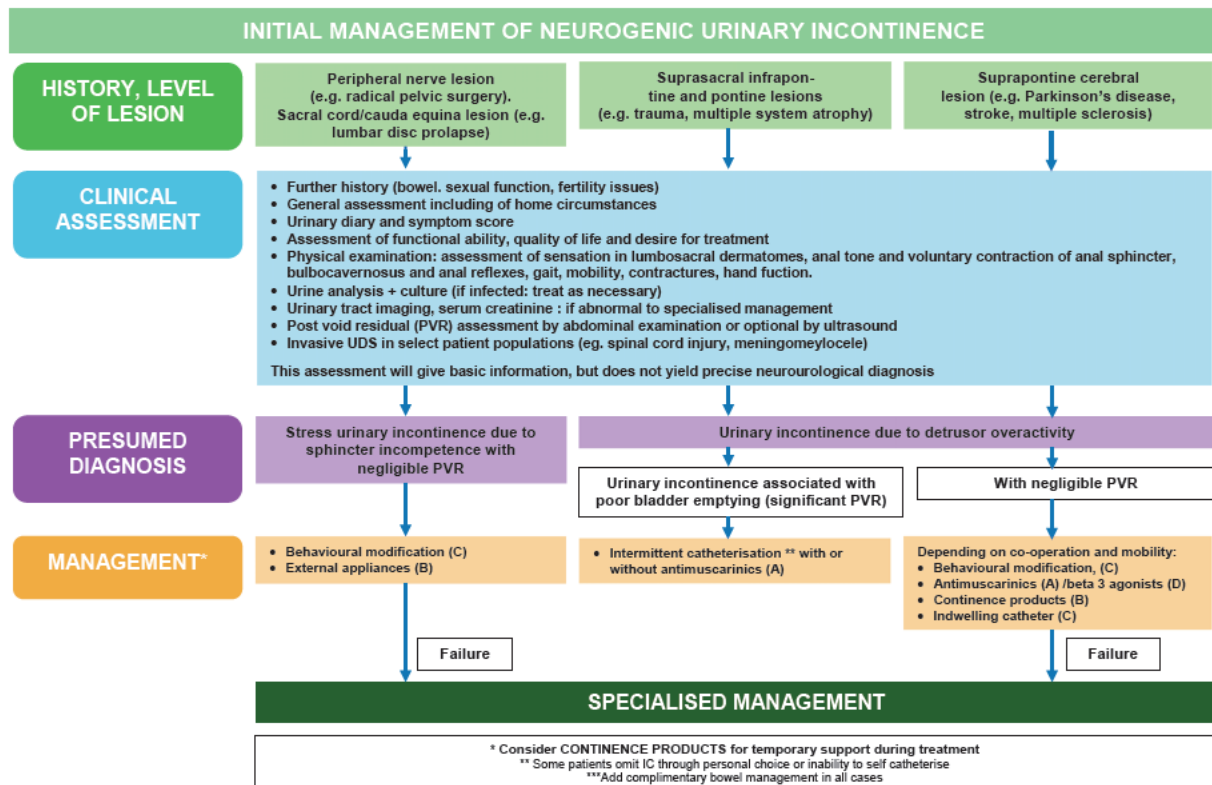 INITIAL MANAGEMENT OF NEUROGENIC URINARY INCONTINENCE
HISTORY, LEVEL
OF LESION
Peripheral nerve lesion
(e.g. radical pelvic surgery).
Sacral cord/cauda equina lesion (e.g.
lumbar disc prolapse)
Suprasacral infrapon-
tine and pontine lesions
(e.g. trauma, multiple system atrophy)
Suprapontine cerebral
lesion (e.g. Parkinson's disease,
stroke, multiple sclerosis)
CLINICAL
ASSESSMENT
• Further history (bowel. sexual function, fertility issues)
• General assessment including of home circumstances
• Urinary diary and symptom score
• Assessment of functional ability, quality of life and desire for treatment
• Physical examination: assessment of sensation in lumbosacral dermatomes, anal tone and voluntary contraction of anal sphincter,
bulbocavernosus and anal reflexes, gait, mobility, contractures, hand fuction.
• Urine analysis + culture (if infected: treat as necessary)
• Urinary tract imaging, serum creatinine : if abnormal to specialised management
• Post void residual (PVR) assessment by abdominal examination or optional by ultrasound
• Invasive UDS in select patient populations (eg. spinal cord injury, meningomeylocele)
This assessment will give basic information, but does not yield precise neurourological diagnosis
PRESUMED
DIAGNOSIS
Stress urinary incontinence due to
sphincter incompetence with
negligible PVR
Urinary incontinence due to detrusor overactivity
Urinary incontinence associated with
poor bladder emptying (significant PVR)
With negligible PVR
MANAGEMENT*
• Behavioural modification (C)
• External appliances (B)
• Intermittent catheterisation ** with or
without antimuscarinics (A)
Depending on co-operation and mobility:
• Behavioural modification, (C)
• Antimuscarinics (A) /beta 3 agonists (D)
• Continence products (B)
• Indwelling catheter (C)
Failure
Failure
SPECIALISED MANAGEMENT
* Consider CONTINENCE PRODUCTS for temporary support during treatment
** Some patients omit IC through personal choice or inability to self catheterise
***Add complimentary bowel management in all cases